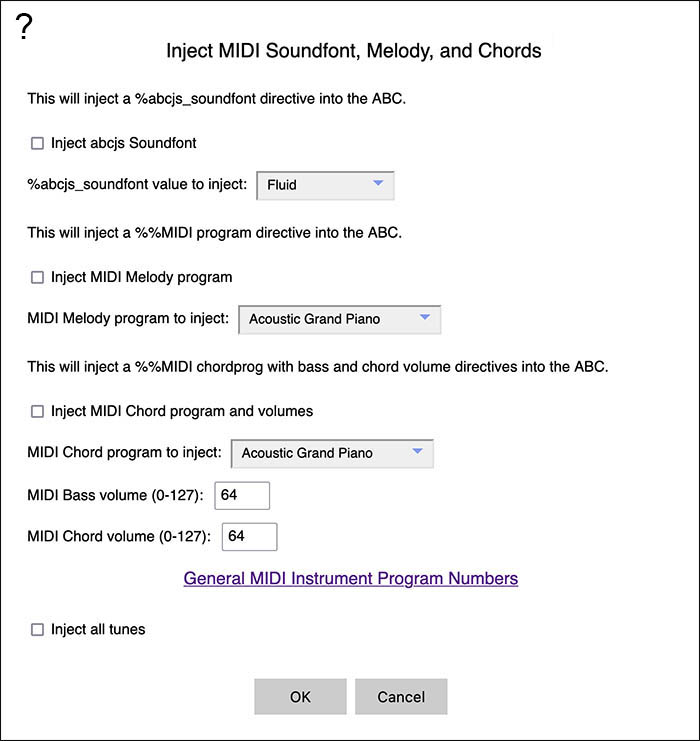 ?
Inject MIDI Soundfont, Melody, and Chords
This will inject a %abcjs_soundfont directive into the ABC.
Inject abcjs Soundfont
%abcjs_soundfont value to inject: Fluid
This will inject a %%MIDI program directive into the ABC.
Inject MIDI Melody program
MIDI Melody program to inject: Acoustic Grand Piano
This will inject a %%MIDI chordprog with bass and chord volume directives into the ABC.
Inject MIDI Chord program and volumes
MIDI Chord program to inject: Acoustic Grand Piano
MIDI Bass volume (0-127): 64
MIDI Chord volume (0-127): 64
General MIDI Instrument Program Numbers
Inject all tunes
OK Cancel